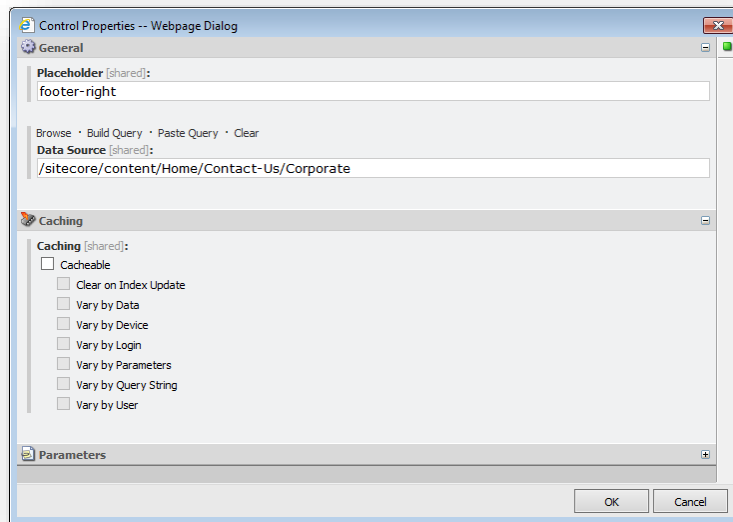 Control Properties -- Webpage Dialog
General
Placeholder [shared]:
footer-right
Browse · Build Query · Paste Query · Clear
Data Source [shared]:
/sitecore/content/Home/Contact-Us/Corporate
Caching
Caching [shared]:
Cacheable
Clear on Index Update
Vary by Data
Vary by Device
Vary by Login
Vary by Parameters
Vary by Query String
Vary by User
Parameters
OK Cancel